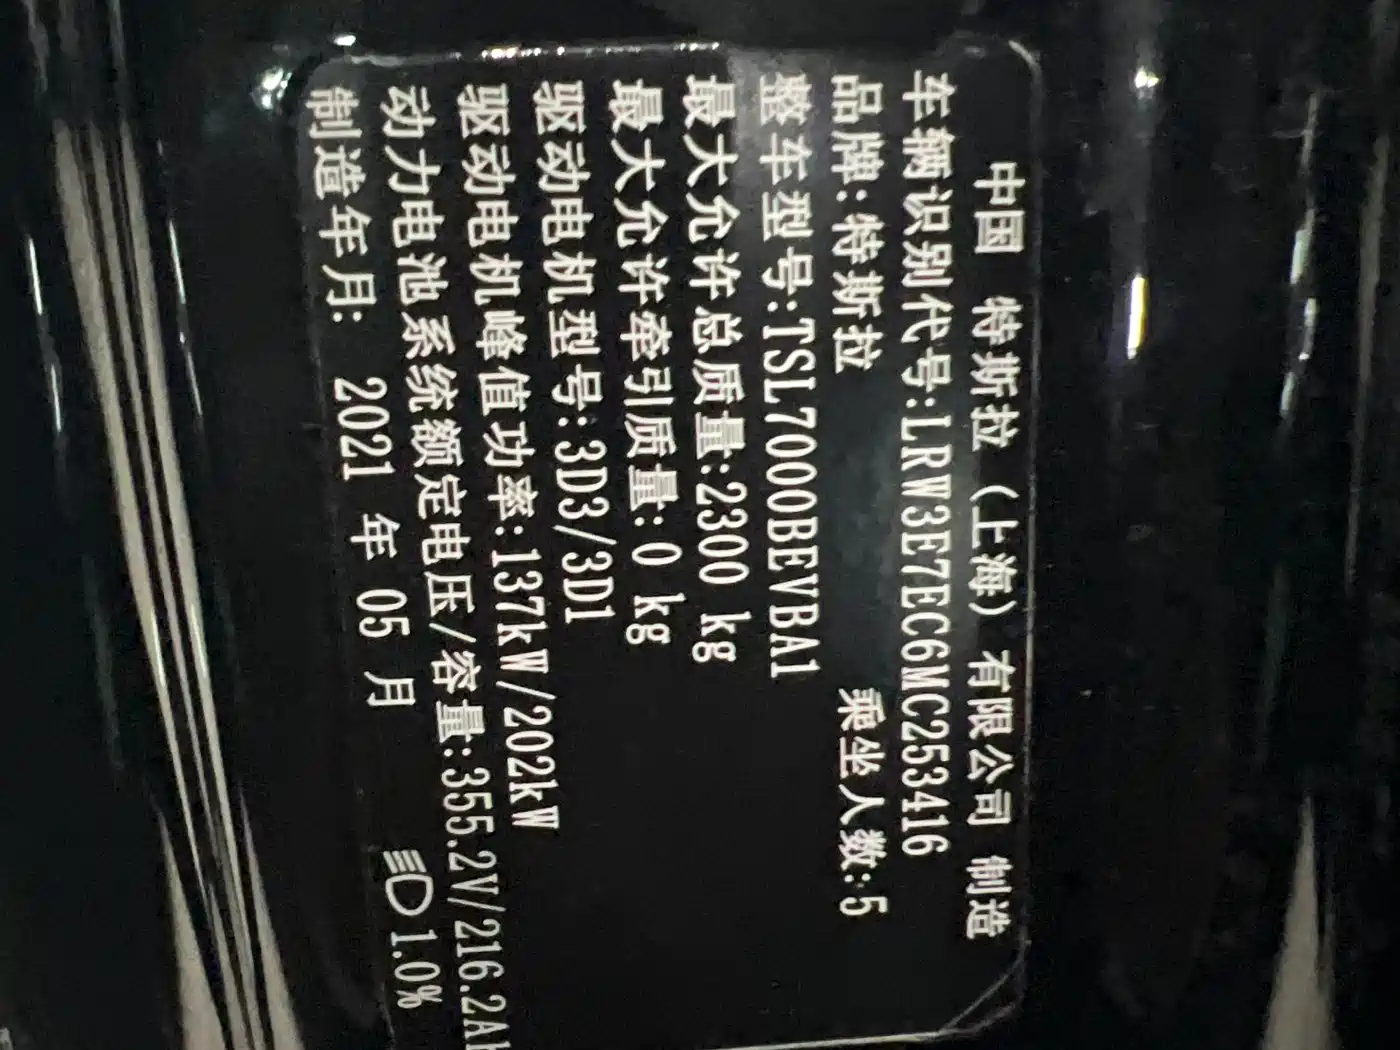 中国 特斯拉(上海)有限公司 制造
车辆识别代号:LRW3E7EC6MC253416
品牌:特斯拉 乘坐人数:5
整车型号:TSL7000BEVBA1
最大允许总质量:2300 kg
最大允许牵引质量:0 kg
驱动电机型号:3D3/3D1
驱动电机峰值功率:137kW/202kW
动力电池系统额定电压/容量:355.2V/216.2Ah
制造年月: 2021 年 05 月 1.0%